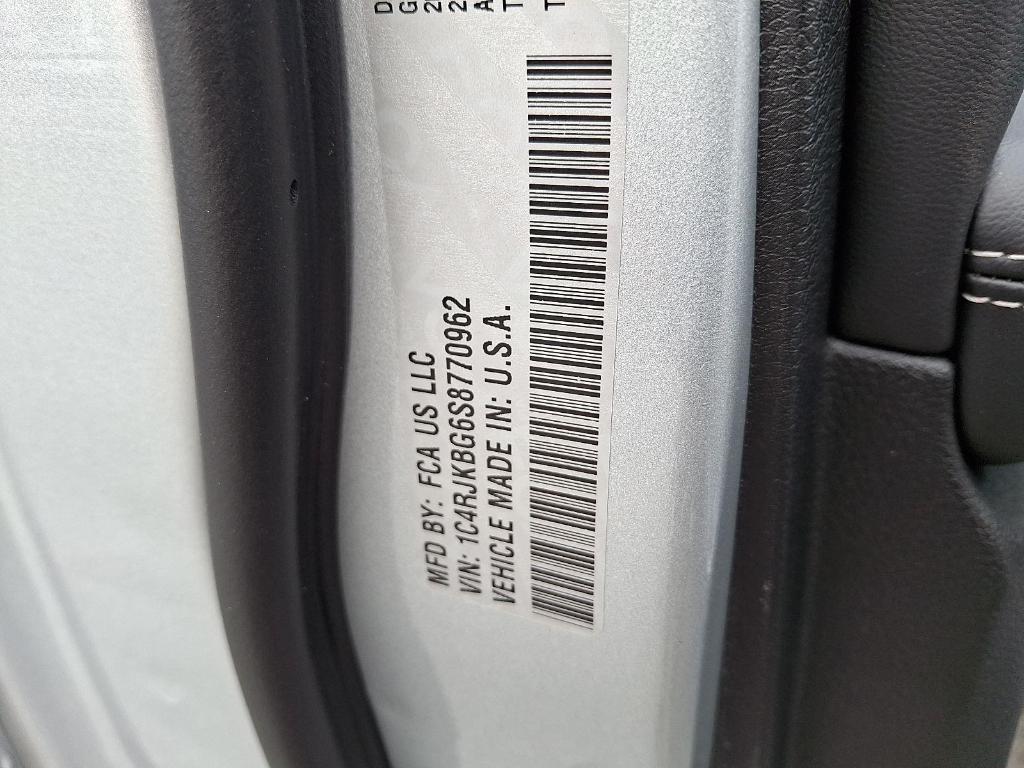 MFD BY: FCA US LLC
VIN: 1C4RJKBG6S8770962
VEHICLE MADE IN: U.S.A.